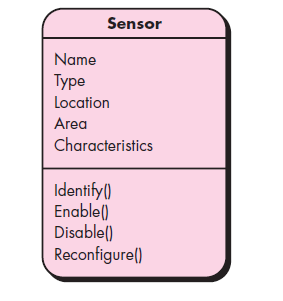 Sensor
Name
Type
Location
Area
Characteristics
Identify()
Enable()
Disable()
Reconfigure()